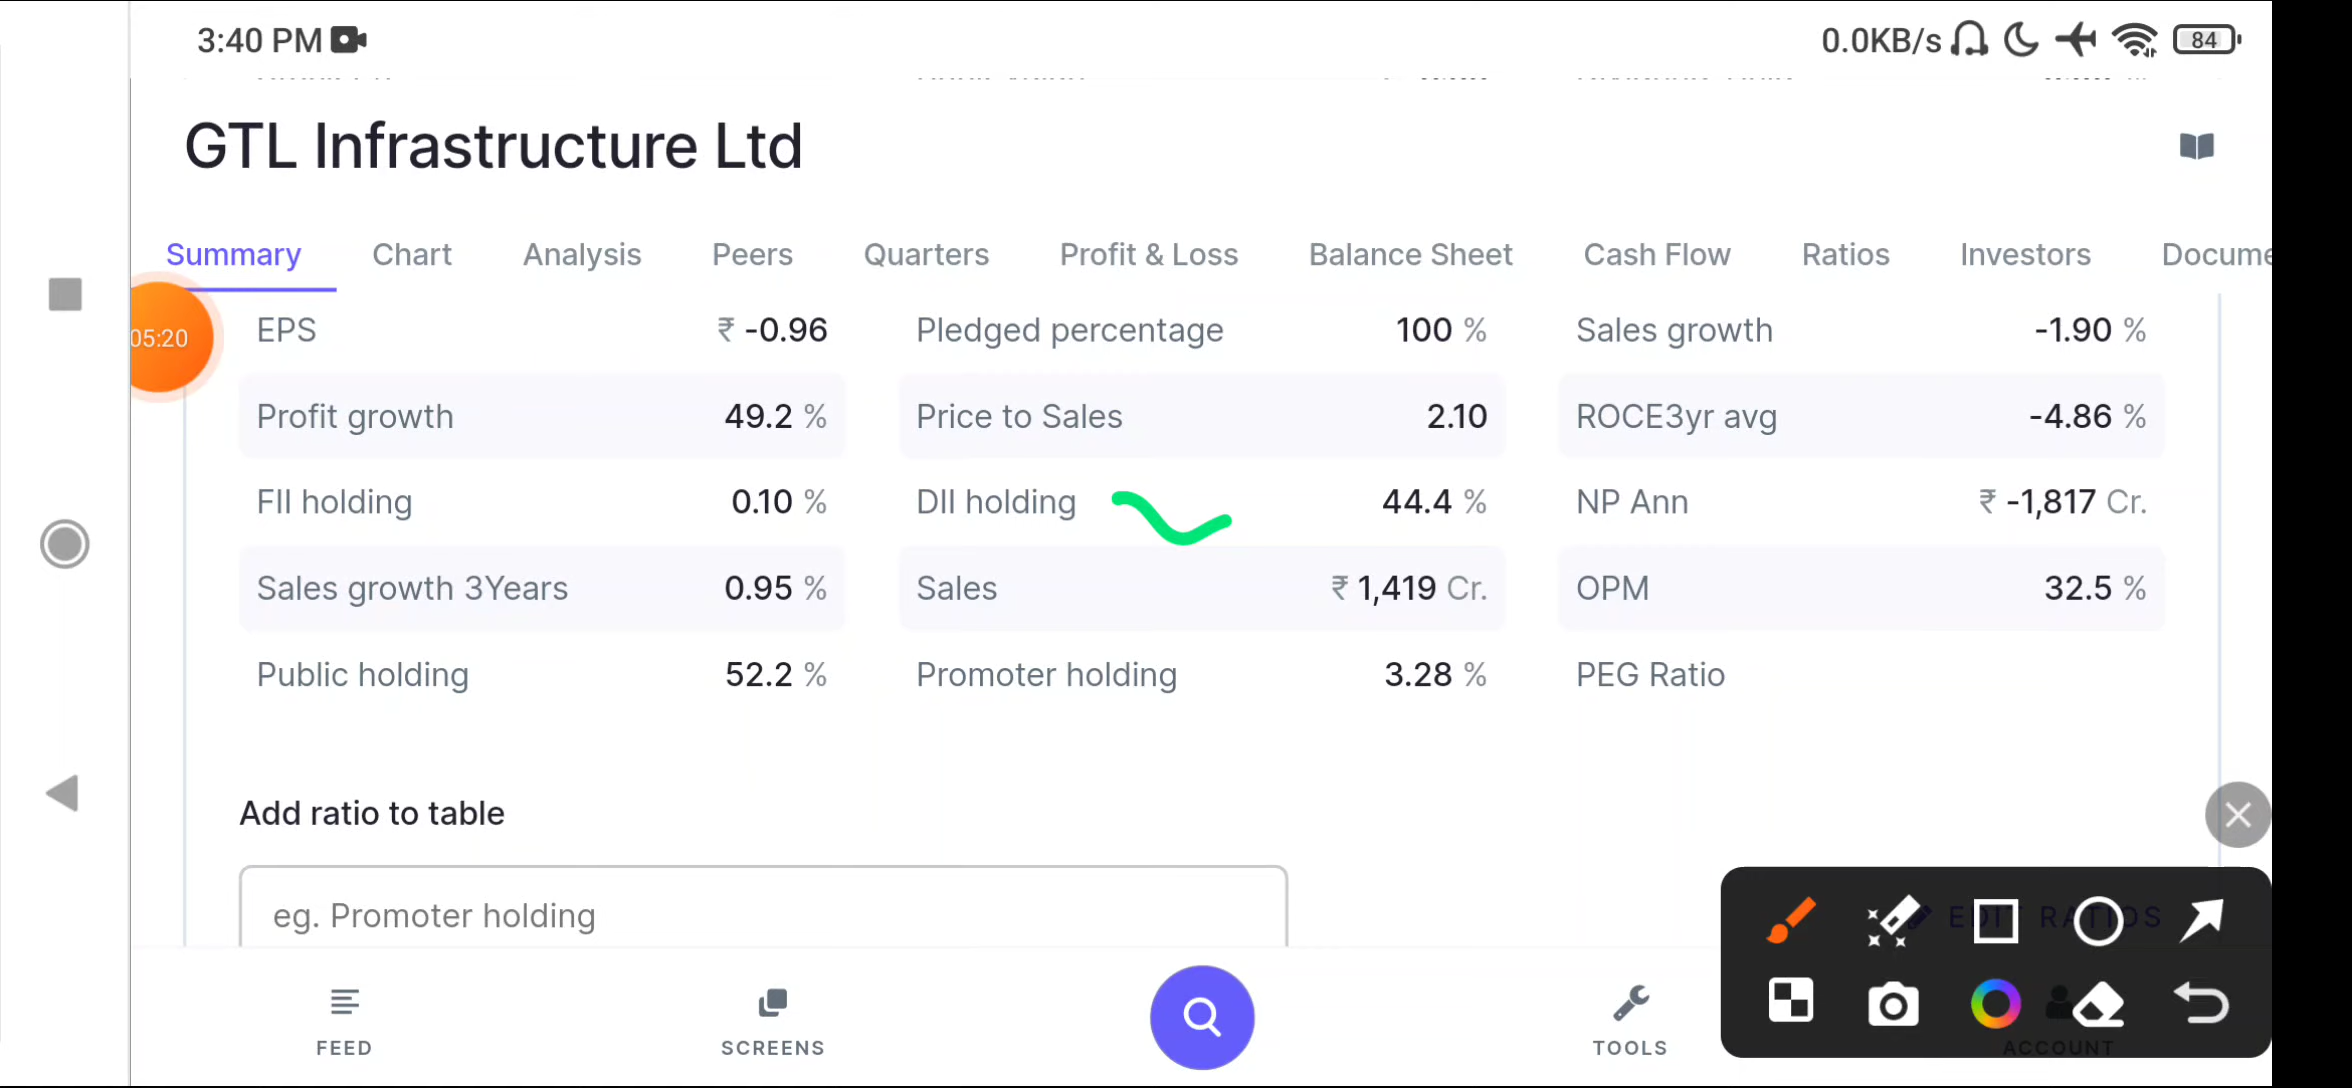 3:40 PM 0.0KB/s 84
GTL Infrastructure Ltd
Summary Chart Analysis Peers Quarters Profit & Loss Balance Sheet Cash Flow Ratios Investors Docume
05:20
EPS ₹ -0.96 Pledged percentage 100 % Sales growth -1.90 %
Profit growth 49.2 % Price to Sales 2.10 ROCE3yr avg -4.86 %
FII holding 0.10 % DII holding 44.4 % NP Ann ₹ -1,817 Cr.
Sales growth 3Years 0.95 % Sales ₹ 1,419 Cr. OPM 32.5 %
Public holding 52.2 % Promoter holding 3.28 % PEG Ratio
Add ratio to table
eg. Promoter holding
EDIT RATIOS
FEED SCREENS TOOLS ACCOUNT